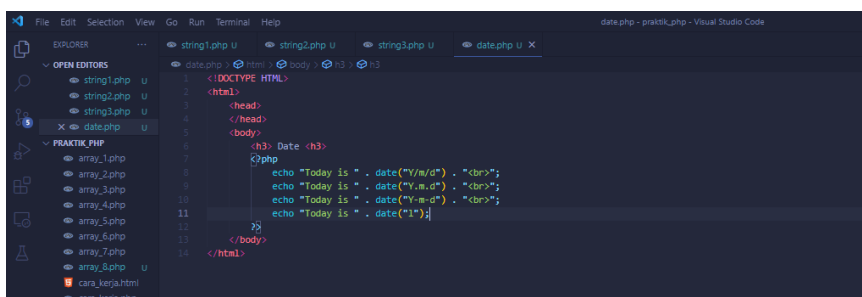 File Edit Selection View Go Run Terminal Help
date.php - praktik_php - Visual Studio Code
EXPLORER ...
string1.php U string2.php U string3.php U date.php U
OPEN EDITORS
string1.php U
string2.php U
string3.php U
date.php U
5
PRAKTIK_PHP
array_1.php
array_2.php
array_3.php
array_4.php
array_5.php
array_6.php
array_7.php
array_8.php U
cara_kerja.html
date.php > html > body > h3 > h3
1 <!DOCTYPE HTML>
2 <html>
3 <head>
4 </head>
5 <body>
6 <h3> Date <h3>
7 <?php
8 echo "Today is " . date("Y/m/d") . "<br>";
9 echo "Today is " . date("Y.m.d") . "<br>";
10 echo "Today is " . date("Y-m-d") . "<br>";
11 echo "Today is " . date("l");
12 ?>
13 </body>
14 </html>